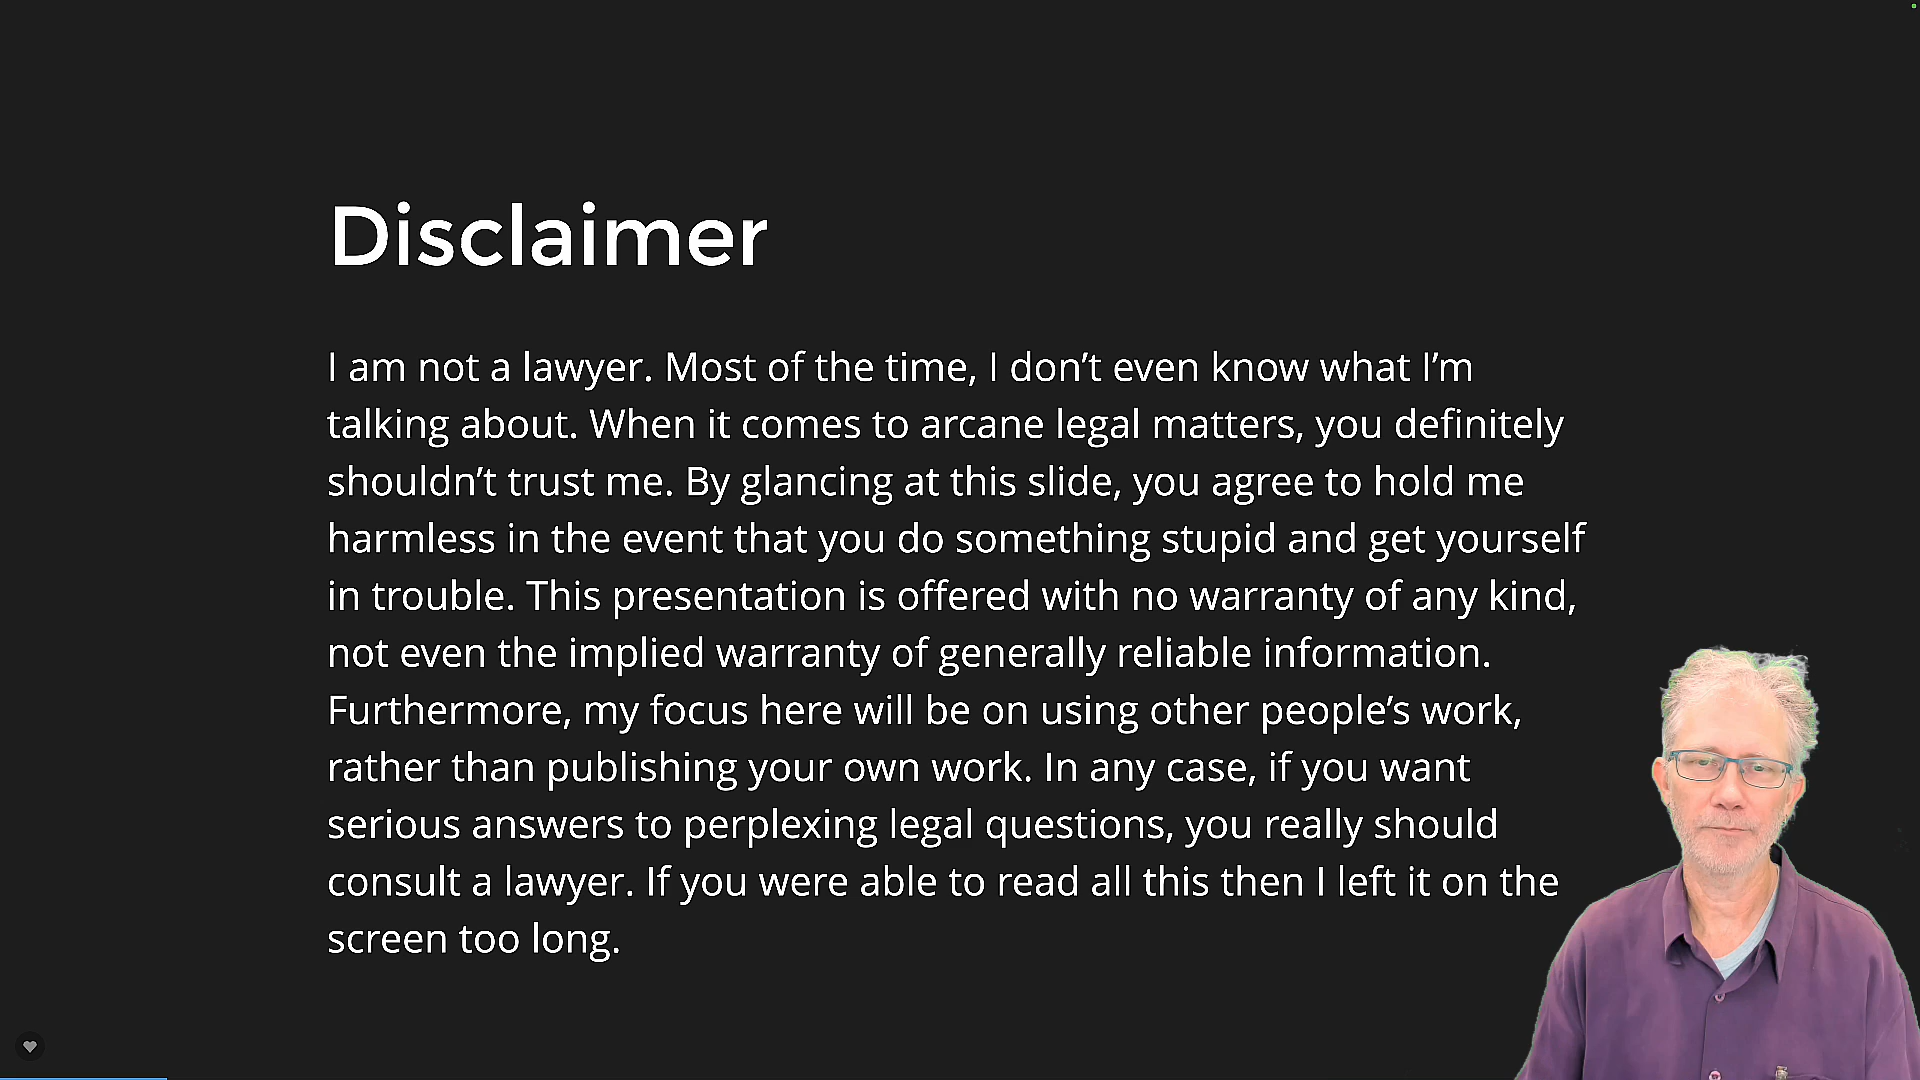 Disclaimer
I am not a lawyer. Most of the time, I don’t even know what I’m
talking about. When it comes to arcane legal matters, you definitely
shouldn’t trust me. By glancing at this slide, you agree to hold me
harmless in the event that you do something stupid and get yourself
in trouble. This presentation is offered with no warranty of any kind,
not even the implied warranty of generally reliable information.
Furthermore, my focus here will be on using other people’s work,
rather than publishing your own work. In any case, if you want
serious answers to perplexing legal questions, you really should
consult a lawyer. If you were able to read all this then I left it on the
screen too long.